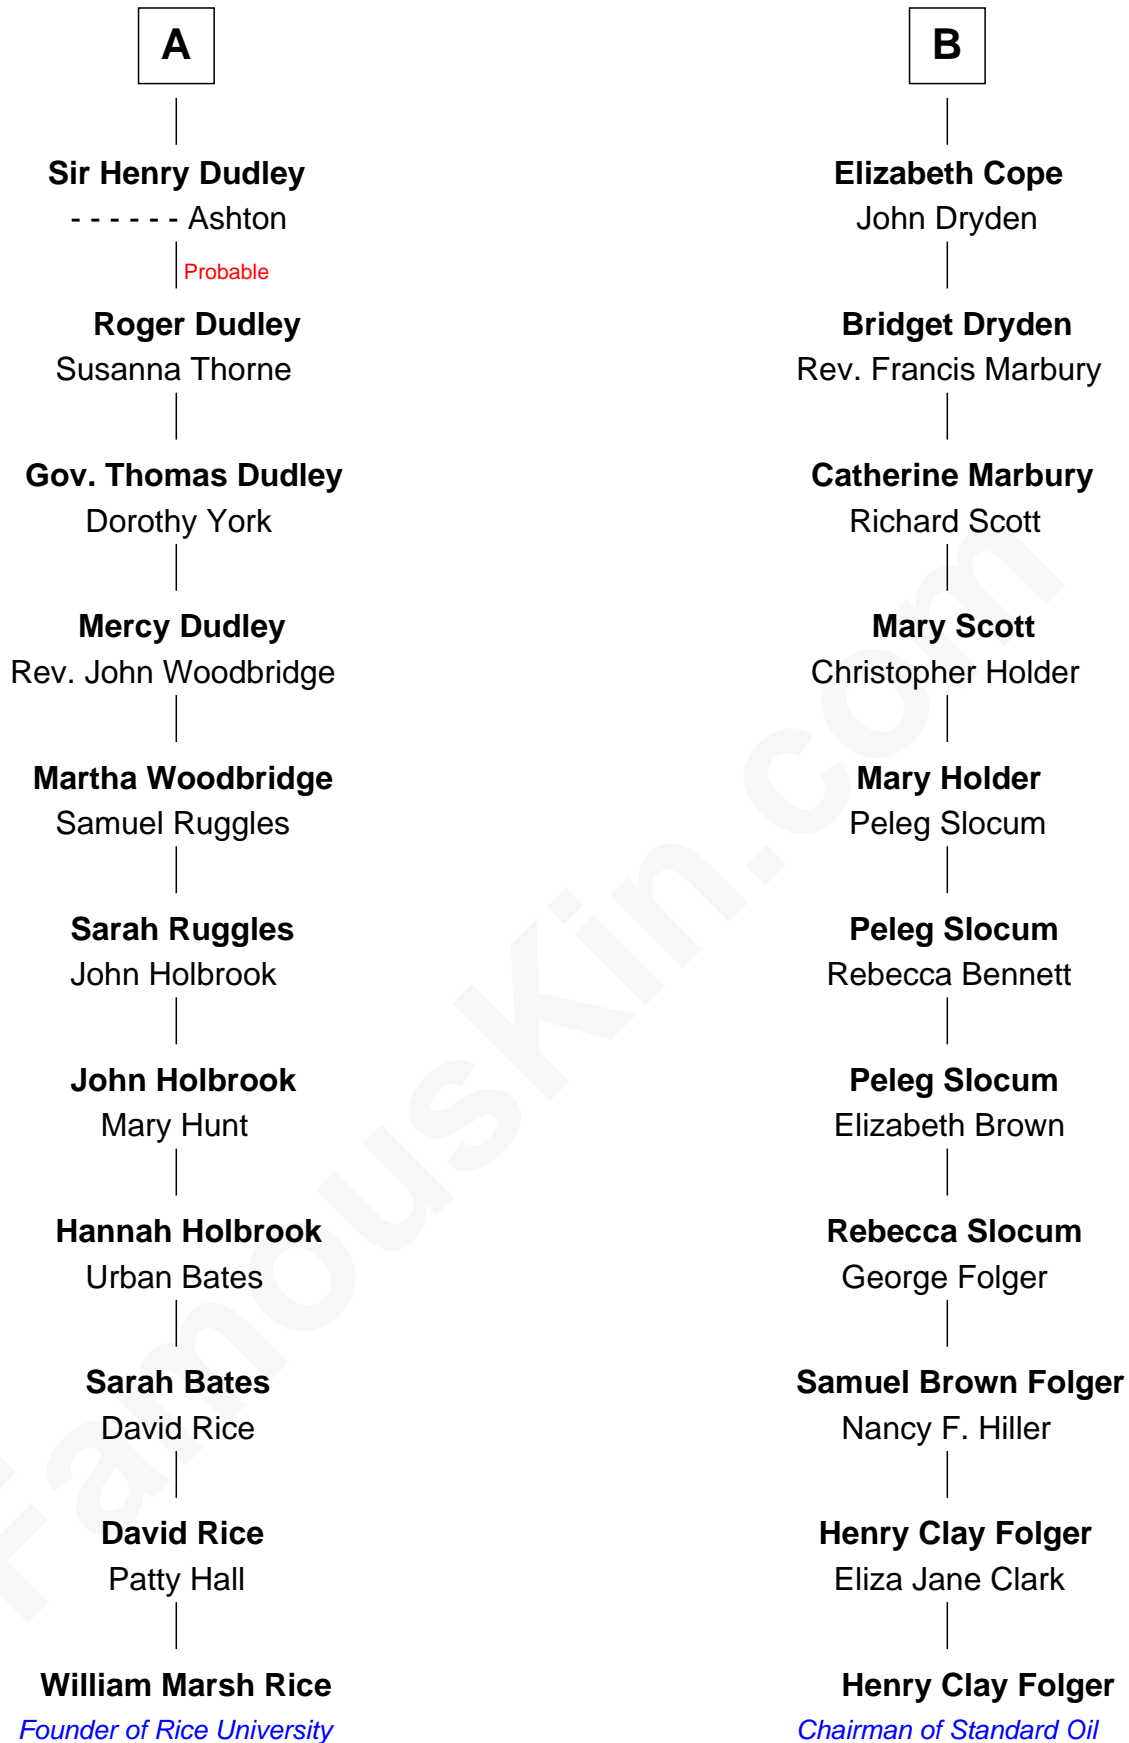 A
Sir Henry Dudley
- - - - - - Ashton
Probable
Roger Dudley
Susanna Thorne
Gov. Thomas Dudley
Dorothy York
Mercy Dudley
Rev. John Woodbridge
Martha Woodbridge
Samuel Ruggles
Sarah Ruggles
John Holbrook
John Holbrook
Mary Hunt
Hannah Holbrook
Urban Bates
Sarah Bates
David Rice
David Rice
Patty Hall
William Marsh Rice
Founder of Rice University
B
Elizabeth Cope
John Dryden
Bridget Dryden
Rev. Francis Marbury
Catherine Marbury
Richard Scott
Mary Scott
Christopher Holder
Mary Holder
Peleg Slocum
Peleg Slocum
Rebecca Bennett
Peleg Slocum
Elizabeth Brown
Rebecca Slocum
George Folger
Samuel Brown Folger
Nancy F. Hiller
Henry Clay Folger
Eliza Jane Clark
Henry Clay Folger
Chairman of Standard Oil
FamousKin.com